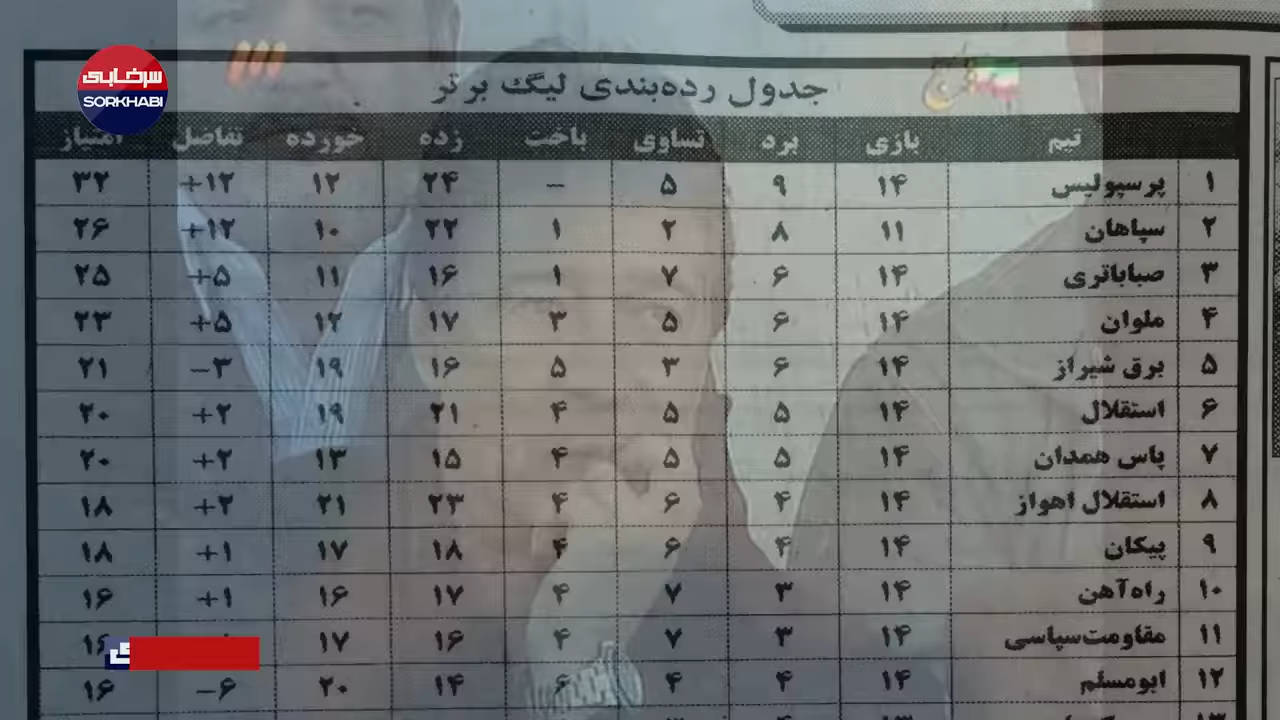 سرخابی
SORKHABI
جدول رده‌بندی لیگ برتر
تیم بازی برد تساوی باخت زده خورده تفاضل امتیاز
۱ پرسپولیس ۱۴ ۹ ۵ – ۲۴ ۱۲ +۱۲ ۳۲
۲ سپاهان ۱۱ ۸ ۲ ۱ ۲۲ ۱۰ +۱۲ ۲۶
۳ صباباتری ۱۴ ۶ ۷ ۱ ۱۶ ۱۱ +۵ ۲۵
۴ ملوان ۱۴ ۶ ۵ ۳ ۱۷ ۱۲ +۵ ۲۳
۵ برق شیراز ۱۴ ۶ ۳ ۵ ۱۶ ۱۹ –۳ ۲۱
۶ استقلال ۱۴ ۵ ۵ ۴ ۲۱ ۱۹ +۲ ۲۰
۷ پاس همدان ۱۴ ۵ ۵ ۴ ۱۵ ۱۳ +۲ ۲۰
۸ استقلال اهواز ۱۴ ۴ ۶ ۴ ۲۳ ۲۱ +۲ ۱۸
۹ پیکان ۱۴ ۴ ۶ ۴ ۱۸ ۱۷ +۱ ۱۸
۱۰ راه‌آهن ۱۴ ۳ ۷ ۴ ۱۷ ۱۶ +۱ ۱۶
۱۱ مقاومت‌سپاسی ۱۴ ۳ ۷ ۴ ۱۶ ۱۷ ۱۶
۱۲ ابومسلم ۱۴ ۴ ۴ ۶ ۱۴ ۲۰ –۶ ۱۶